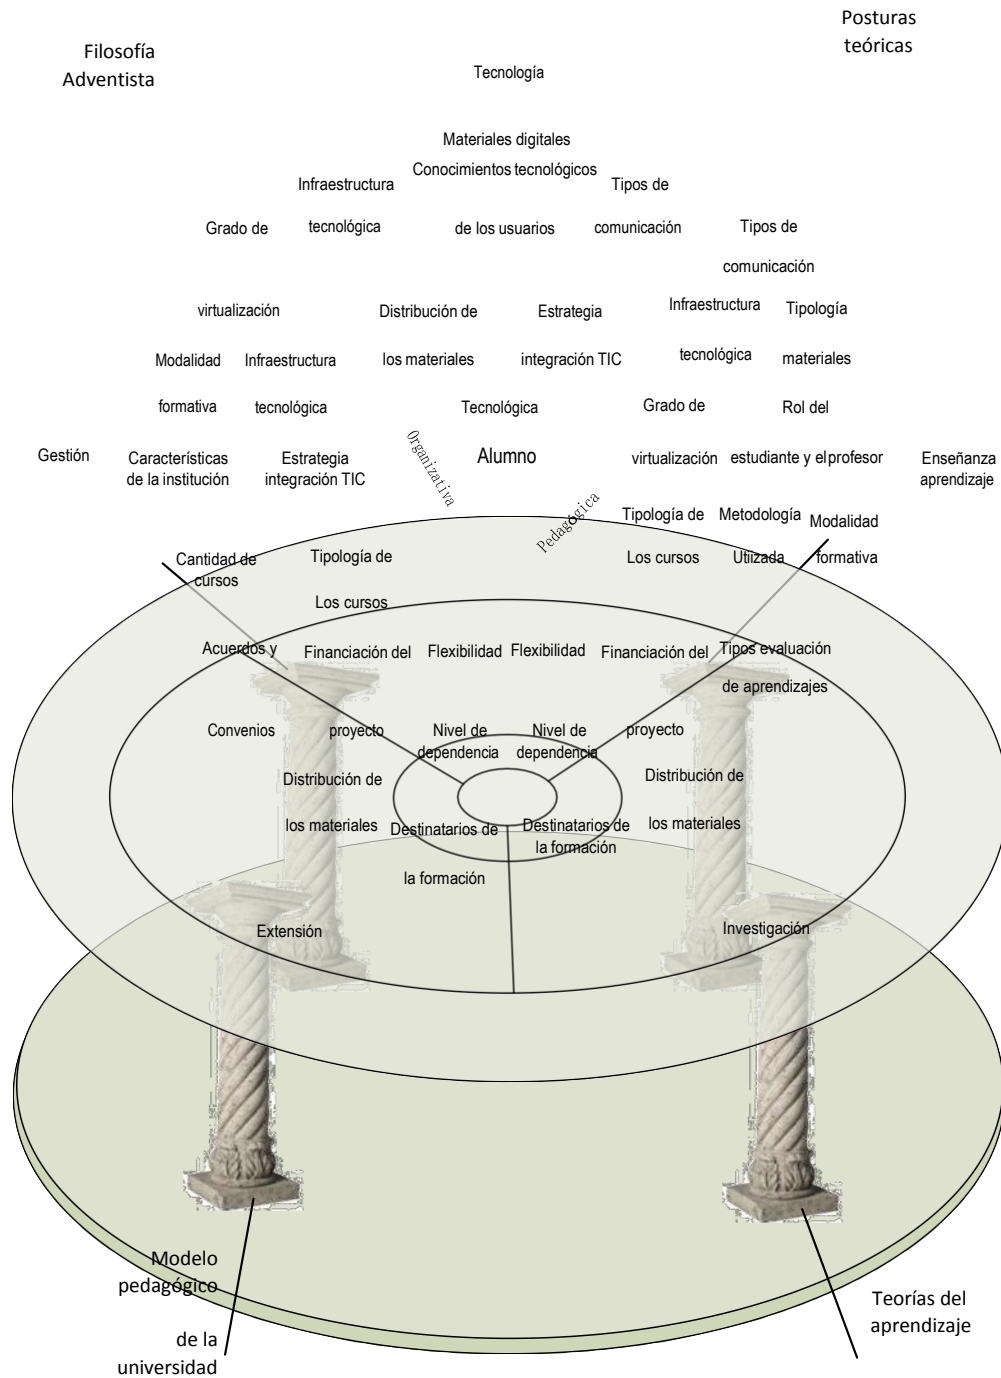 Posturas
teóricas
Filosofía
Adventista
Tecnología
Materiales digitales
Conocimientos tecnológicos
Infraestructura
Tipos de
Grado de
tecnológica
de los usuarios
comunicación
Tipos de
comunicación
virtualización
Distribución de
Estrategia
Infraestructura
Tipología
Modalidad
Infraestructura
los materiales
integración TIC
tecnológica
materiales
formativa
tecnológica
Tecnológica
Grado de
Rol del
Organizativa
Gestión
Características
de la institución
Estrategia
integración TIC
Alumno
virtualización
estudiante y el profesor
Enseñanza
aprendizaje
Pedagógica
Tipología de
Metodología
Modalidad
Cantidad de
cursos
Tipología de
Los cursos
Utiizada
formativa
Los cursos
Acuerdos y
Financiación del
Flexibilidad
Flexibilidad
Financiación del
Tipos evaluación
de aprendizajes
Convenios
proyecto
Nivel de
dependencia
Nivel de
dependencia
proyecto
Distribución de
Distribución de
los materiales
Destinatarios de
Destinatarios de
la formación
los materiales
la formación
Extensión
Investigación
Modelo
pedagógico
de la
universidad
Teorías del
aprendizaje